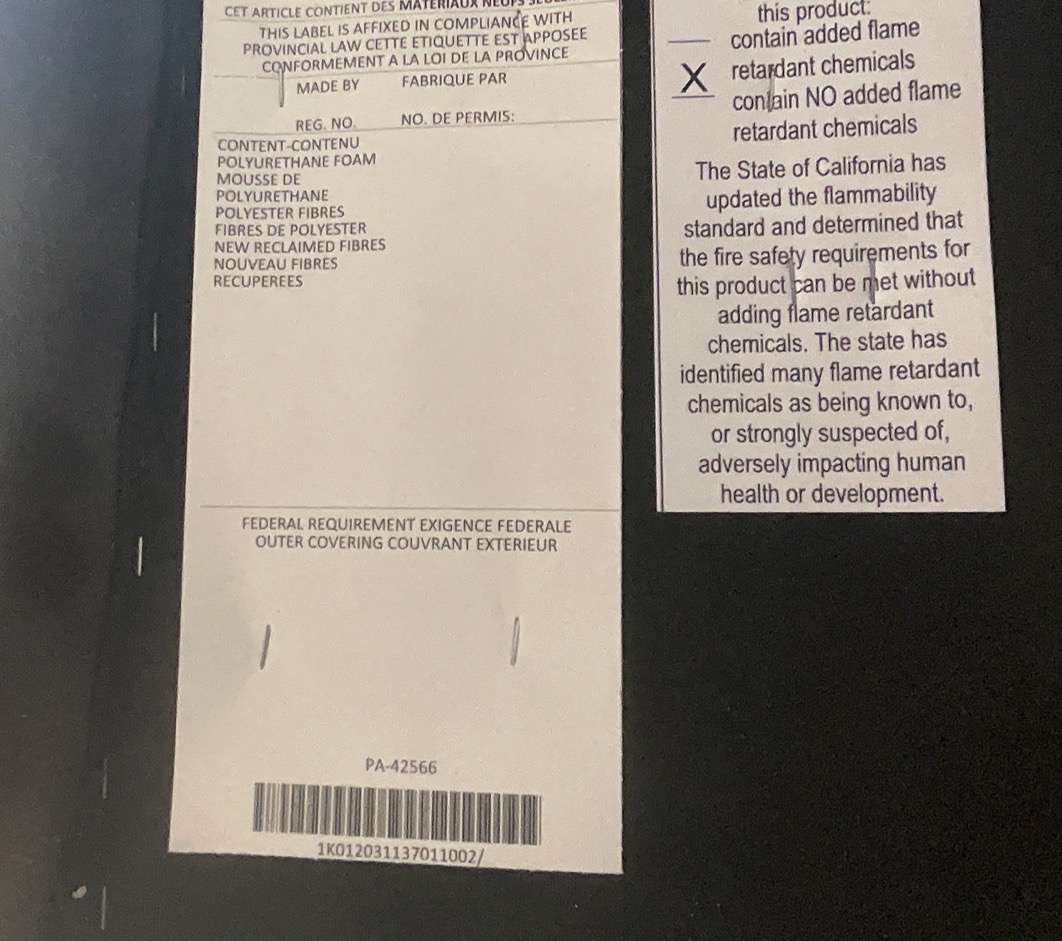 CET ARTICLE CONTIENT DES MATERIAUX NEUFS
THIS LABEL IS AFFIXED IN COMPLIANCE WITH
PROVINCIAL LAW CETTE ETIQUETTE EST APPOSEE
CONFORMEMENT A LA LOI DE LA PROVINCE
MADE BY FABRIQUE PAR
REG. NO. NO. DE PERMIS:
CONTENT-CONTENU
POLYURETHANE FOAM
MOUSSE DE
POLYURETHANE
POLYESTER FIBRES
FIBRES DE POLYESTER
NEW RECLAIMED FIBRES
NOUVEAU FIBRES
RECUPEREES
FEDERAL REQUIREMENT EXIGENCE FEDERALE
OUTER COVERING COUVRANT EXTERIEUR
PA-42566
1K012031137011002/
this product:
contain added flame
X retardant chemicals
contain NO added flame
retardant chemicals
The State of California has
updated the flammability
standard and determined that
the fire safety requirements for
this product can be met without
adding flame retardant
chemicals. The state has
identified many flame retardant
chemicals as being known to,
or strongly suspected of,
adversely impacting human
health or development.